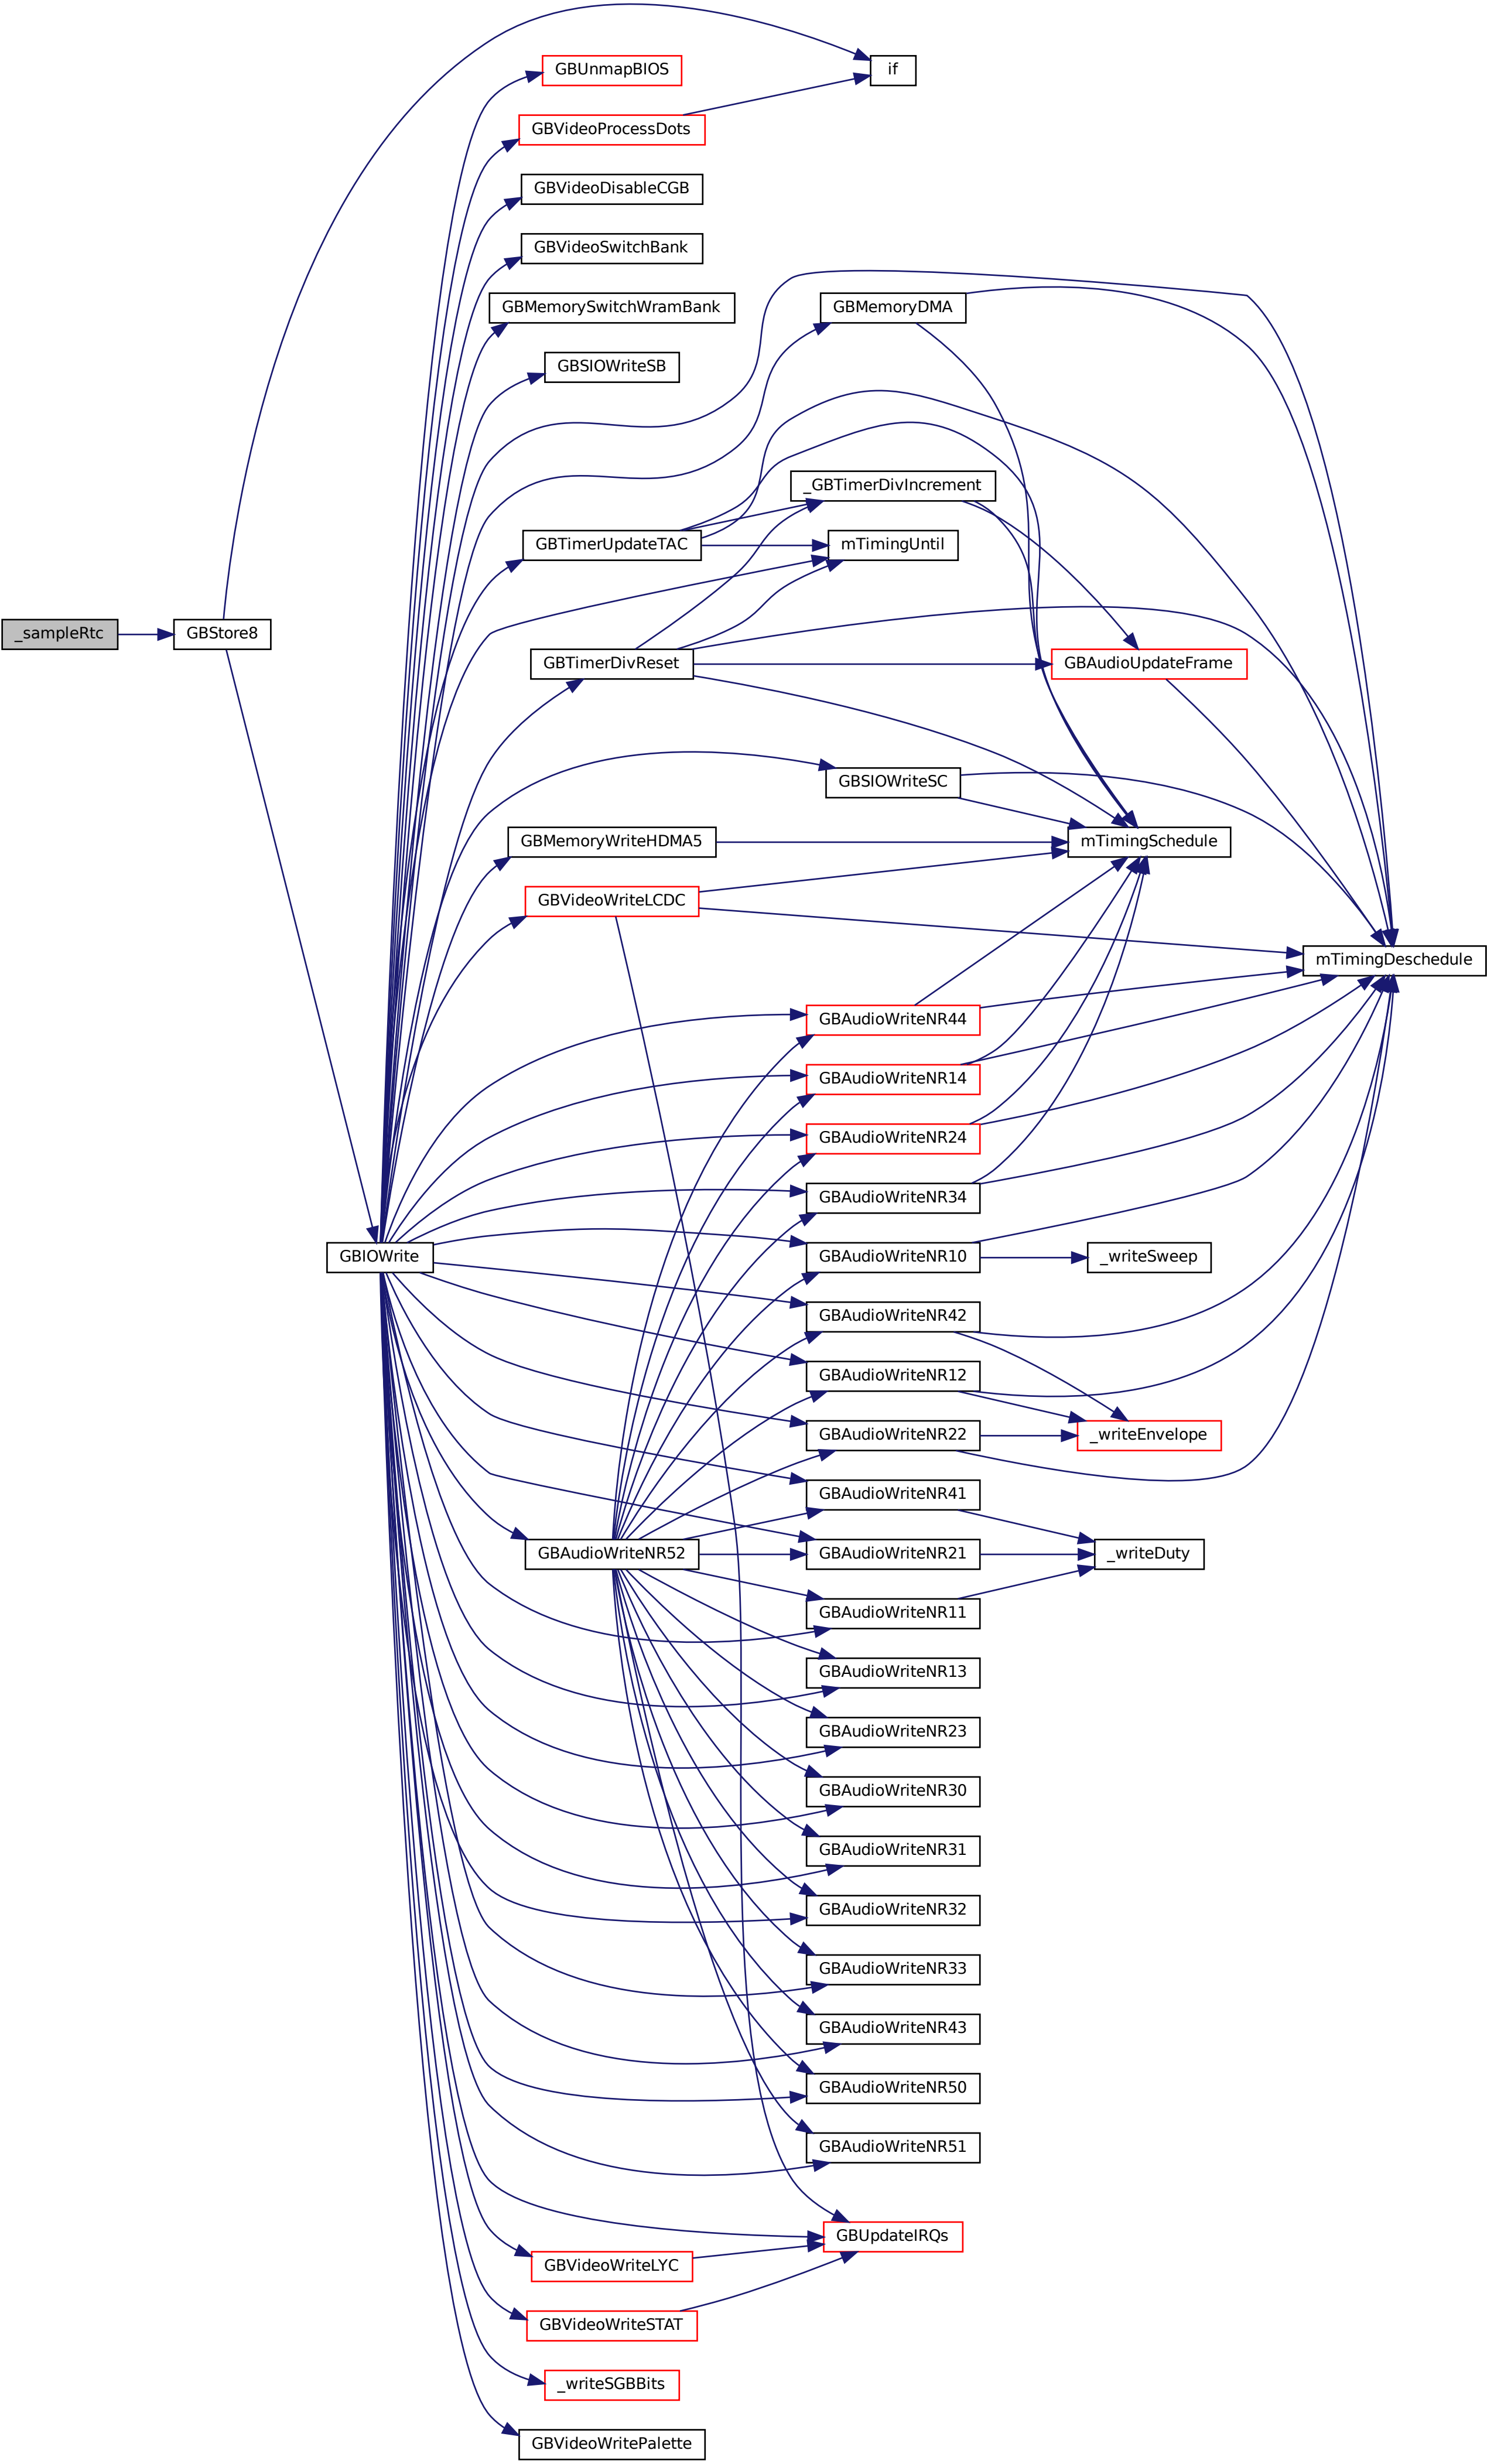 if
GBUnmapBIOS
GBVideoProcessDots
GBVideoDisableCGB
GBVideoSwitchBank
GBMemorySwitchWramBank
GBMemoryDMA
GBSIOWriteSB
_GBTimerDivIncrement
GBTimerUpdateTAC
mTimingUntil
_sampleRtc
GBStore8
GBTimerDivReset
GBAudioUpdateFrame
GBSIOWriteSC
GBMemoryWriteHDMA5
mTimingSchedule
GBVideoWriteLCDC
mTimingDeschedule
GBAudioWriteNR44
GBAudioWriteNR14
GBAudioWriteNR24
GBAudioWriteNR34
GBIOWrite
GBAudioWriteNR10
_writeSweep
GBAudioWriteNR42
GBAudioWriteNR12
GBAudioWriteNR22
_writeEnvelope
GBAudioWriteNR41
GBAudioWriteNR52
GBAudioWriteNR21
_writeDuty
GBAudioWriteNR11
GBAudioWriteNR13
GBAudioWriteNR23
GBAudioWriteNR30
GBAudioWriteNR31
GBAudioWriteNR32
GBAudioWriteNR33
GBAudioWriteNR43
GBAudioWriteNR50
GBAudioWriteNR51
GBUpdateIRQs
GBVideoWriteLYC
GBVideoWriteSTAT
_writeSGBBits
GBVideoWritePalette